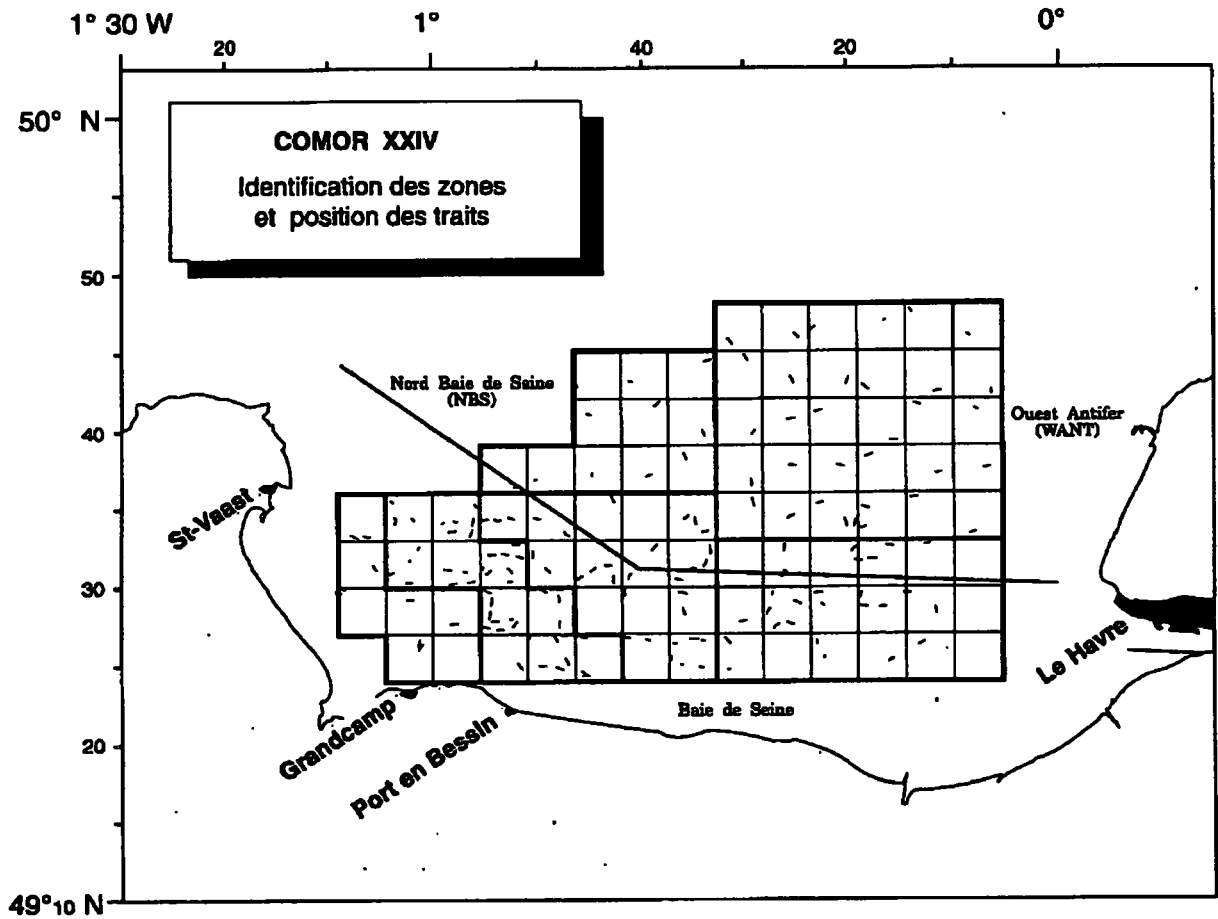 1° 30 W
1°
0°
20
40
20
50° N
COMOR XXIV
Identification des zones
et position des traits
50
Nord Baie de Seine
(NBS)
Ouest Antifer
(WANT)
40
St-Vaast
30
Le Havre
Baie de Seine
Grandcamp
20
Port en Bessin
49°10 N